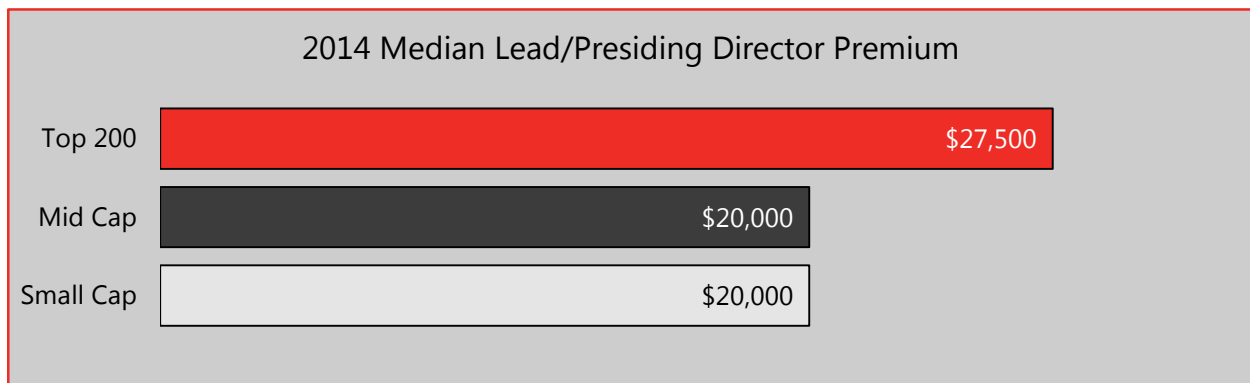 2014 Median Lead/Presiding Director Premium
Top 200
$27,500
Mid Cap
$20,000
Small Cap
$20,000